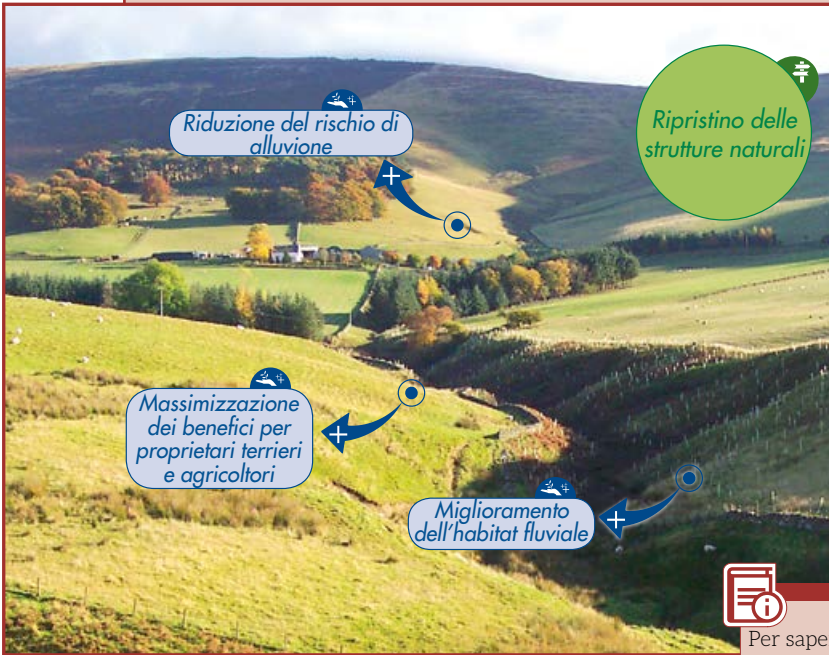 Riduzione del rischio di
alluvione
Ripristino delle
strutture naturali
Massimizzazione
dei benefici per
proprietari terrieri
e agricoltori
Miglioramento
dell'habitat fluviale
Per sape